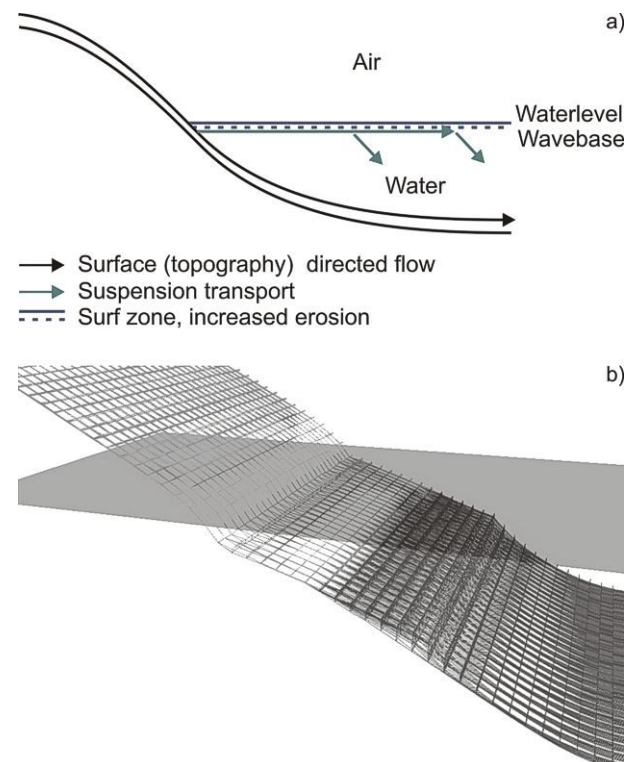 a)
Air
Waterlevel
Wavebase
Water
Surface (topography) directed flow
Suspension transport
Surf zone, increased erosion
b)